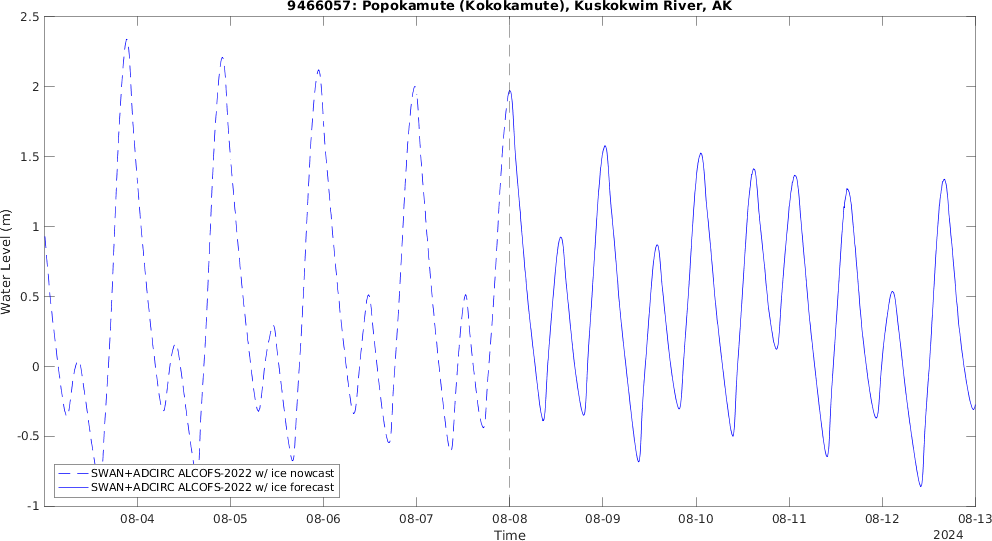 9466057: Popokamute (Kokokamute), Kuskokwim River, AK
2.5
2
1.5
1
0.5
0
-0.5
-1
Water Level (m)
SWAN+ADCIRC ALCOFS-2022 w/ ice nowcast
SWAN+ADCIRC ALCOFS-2022 w/ ice forecast
08-04 08-05 08-06 08-07 08-08 08-09 08-10 08-11 08-12 08-13
Time
2024